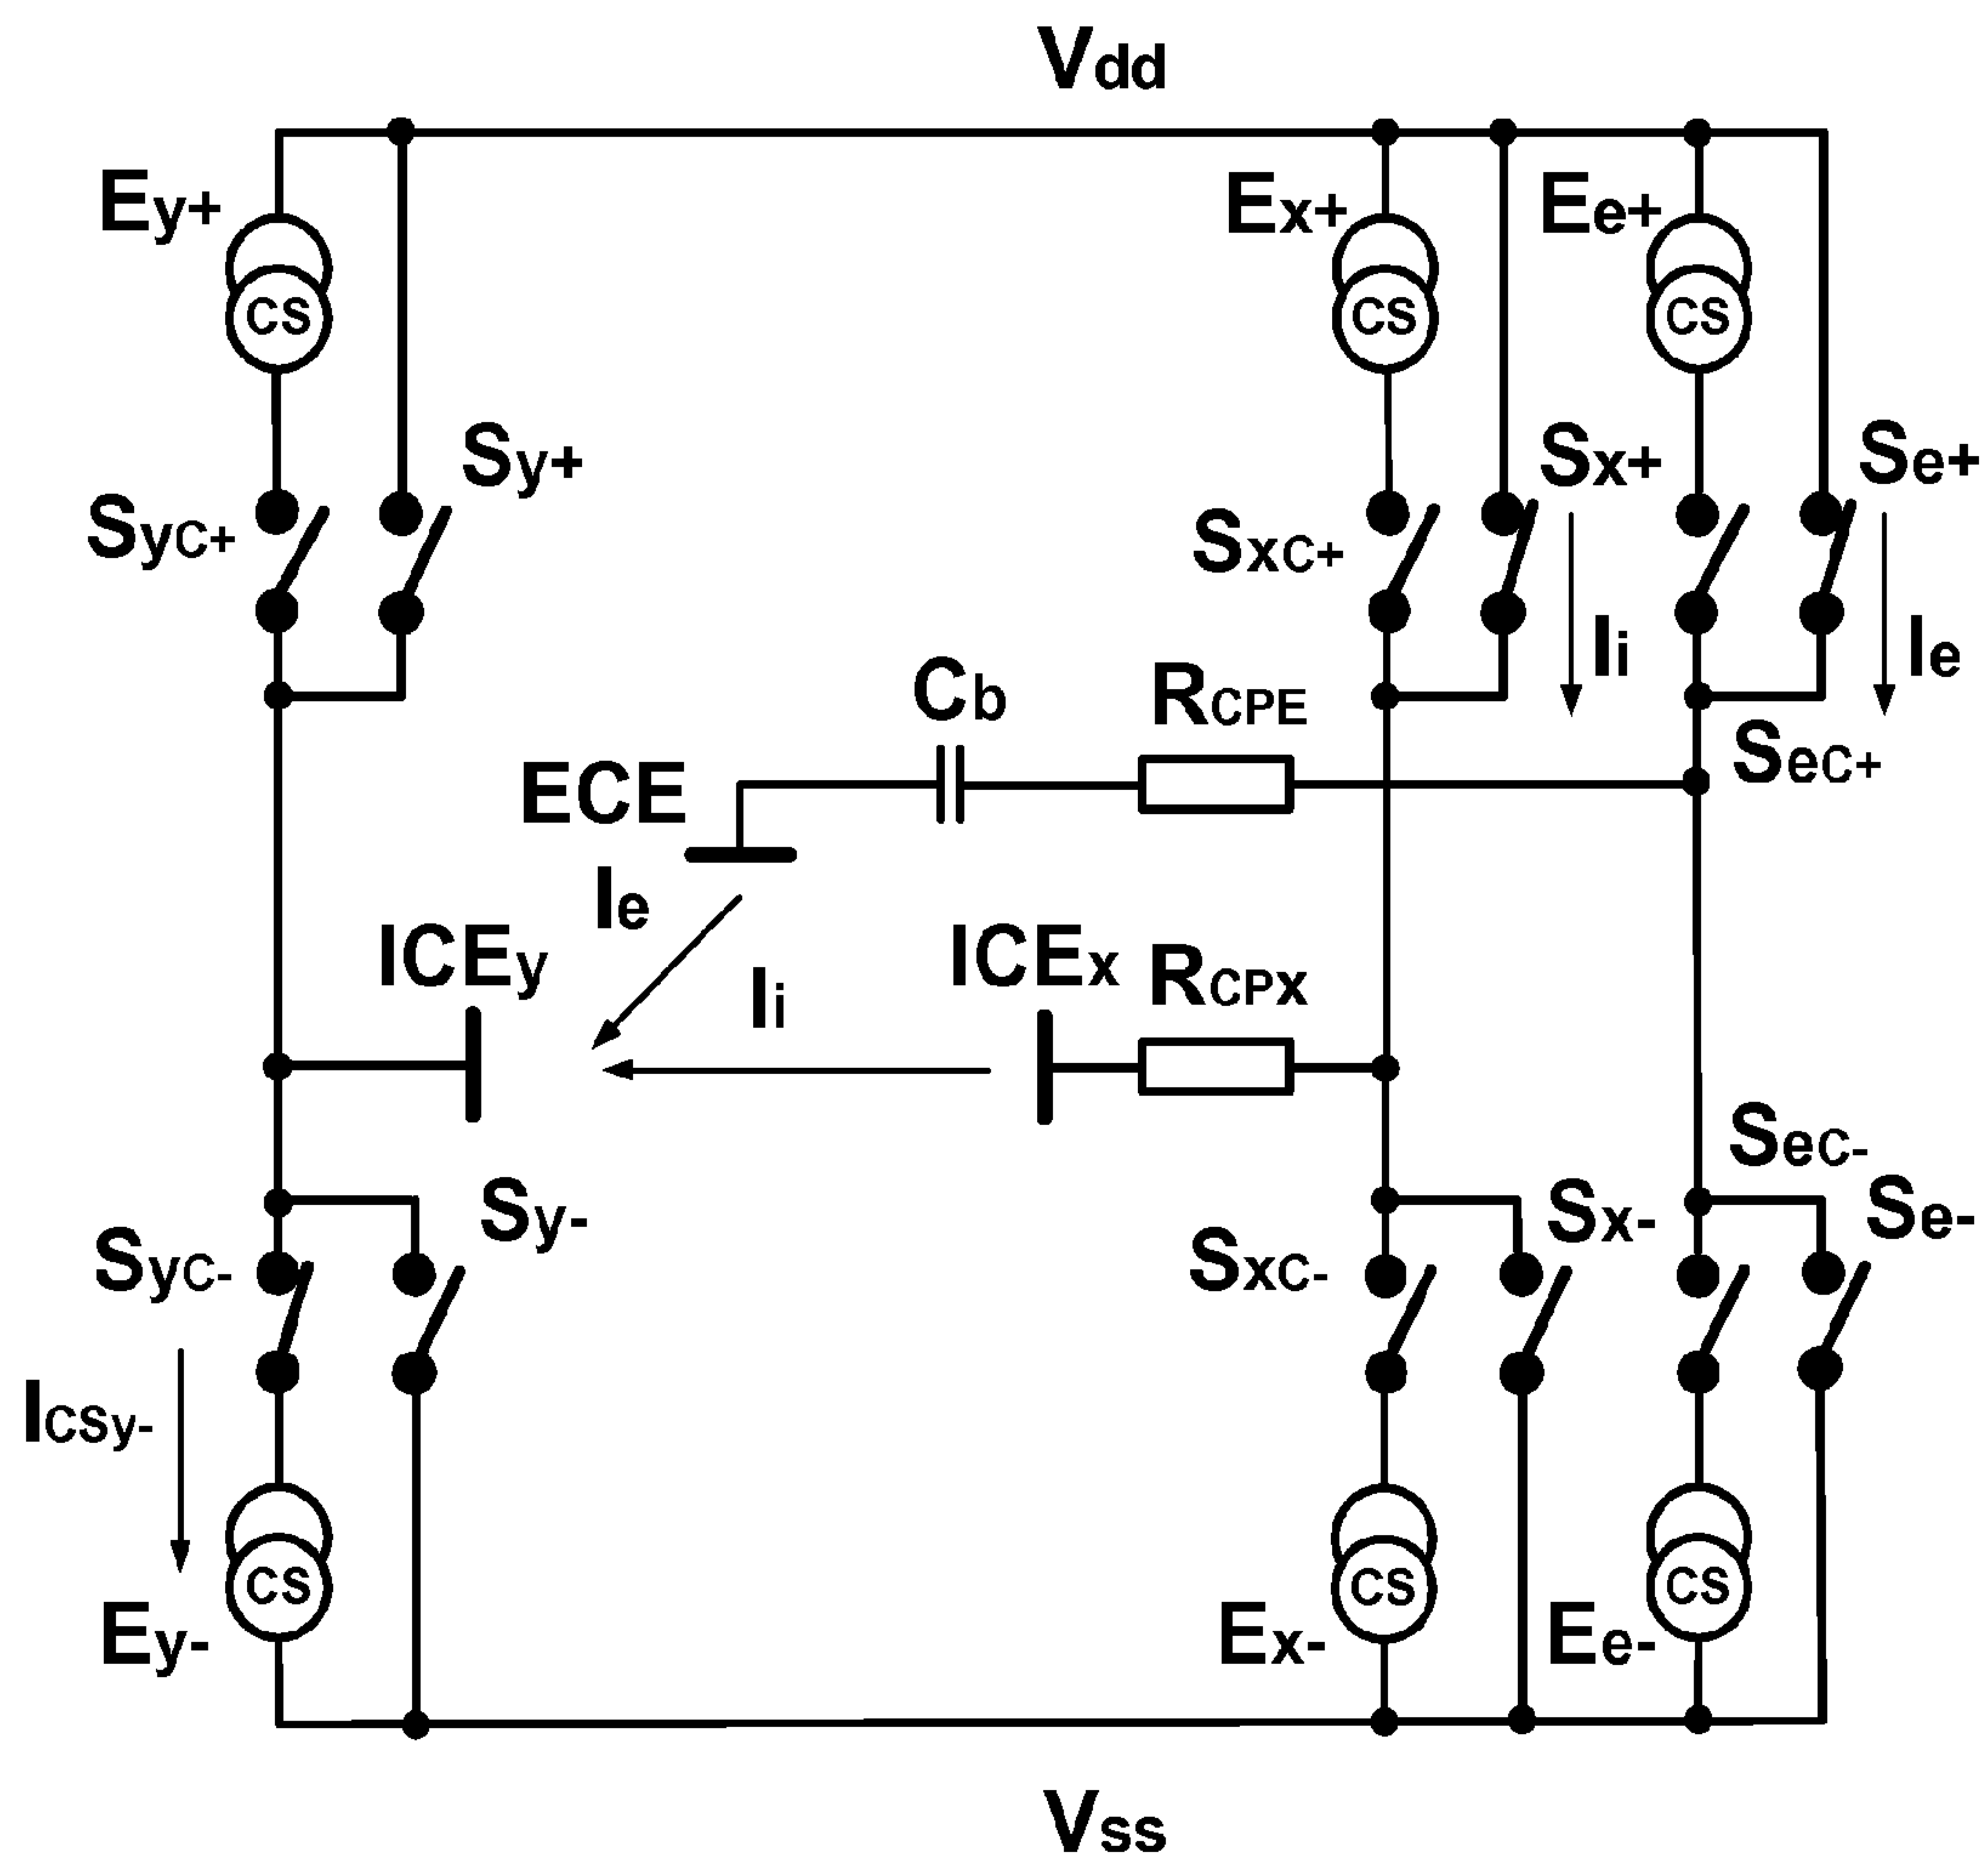 Vdd
Ey+
Ex+
Ee+
CS
CS
CS
Sy+
Sx+
Se+
SyC+
SxC+
Ii
Ie
Cb
RCPE
SeC+
ECE
Ie
ICEy
Ii
ICEx
RCPx
SeC-
Sy-
Sx-
Se-
SyC-
SxC-
ICSy-
CS
CS
CS
Ey-
Ex-
Ee-
Vss